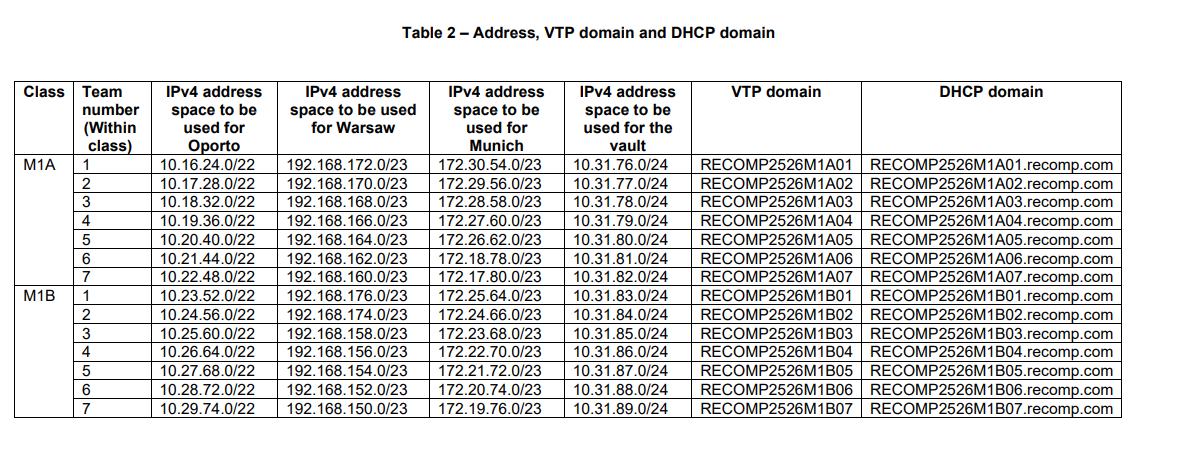 Table 2 – Address, VTP domain and DHCP domain
Class Team number (Within class) IPv4 address space to be used for Oporto IPv4 address space to be used for Warsaw IPv4 address space to be used for Munich IPv4 address space to be used for the vault VTP domain DHCP domain
M1A 1 10.16.24.0/22 192.168.172.0/23 172.30.54.0/23 10.31.76.0/24 RECOMP2526M1A01 RECOMP2526M1A01.recomp.com
2 10.17.28.0/22 192.168.170.0/23 172.29.56.0/23 10.31.77.0/24 RECOMP2526M1A02 RECOMP2526M1A02.recomp.com
3 10.18.32.0/22 192.168.168.0/23 172.28.58.0/23 10.31.78.0/24 RECOMP2526M1A03 RECOMP2526M1A03.recomp.com
4 10.19.36.0/22 192.168.166.0/23 172.27.60.0/23 10.31.79.0/24 RECOMP2526M1A04 RECOMP2526M1A04.recomp.com
5 10.20.40.0/22 192.168.164.0/23 172.26.62.0/23 10.31.80.0/24 RECOMP2526M1A05 RECOMP2526M1A05.recomp.com
6 10.21.44.0/22 192.168.162.0/23 172.18.78.0/23 10.31.81.0/24 RECOMP2526M1A06 RECOMP2526M1A06.recomp.com
7 10.22.48.0/22 192.168.160.0/23 172.17.80.0/23 10.31.82.0/24 RECOMP2526M1A07 RECOMP2526M1A07.recomp.com
M1B 1 10.23.52.0/22 192.168.176.0/23 172.25.64.0/23 10.31.83.0/24 RECOMP2526M1B01 RECOMP2526M1B01.recomp.com
2 10.24.56.0/22 192.168.174.0/23 172.24.66.0/23 10.31.84.0/24 RECOMP2526M1B02 RECOMP2526M1B02.recomp.com
3 10.25.60.0/22 192.168.158.0/23 172.23.68.0/23 10.31.85.0/24 RECOMP2526M1B03 RECOMP2526M1B03.recomp.com
4 10.26.64.0/22 192.168.156.0/23 172.22.70.0/23 10.31.86.0/24 RECOMP2526M1B04 RECOMP2526M1B04.recomp.com
5 10.27.68.0/22 192.168.154.0/23 172.21.72.0/23 10.31.87.0/24 RECOMP2526M1B05 RECOMP2526M1B05.recomp.com
6 10.28.72.0/22 192.168.152.0/23 172.20.74.0/23 10.31.88.0/24 RECOMP2526M1B06 RECOMP2526M1B06.recomp.com
7 10.29.74.0/22 192.168.150.0/23 172.19.76.0/23 10.31.89.0/24 RECOMP2526M1B07 RECOMP2526M1B07.recomp.com